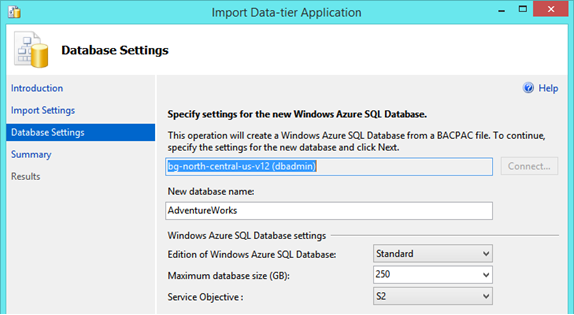 Import Data-tier Application
Database Settings
Introduction
Import Settings
Database Settings
Summary
Results
Help
Specify settings for the new Windows Azure SQL Database.
This operation will create a Windows Azure SQL Database from a BACPAC file. To continue,
specify the settings for the new database and click Next.
bg-north-central-us-v12 (dbadmin)
Connect...
New database name:
AdventureWorks
Windows Azure SQL Database settings
Edition of Windows Azure SQL Database: Standard
Maximum database size (GB): 250
Service Objective : S2